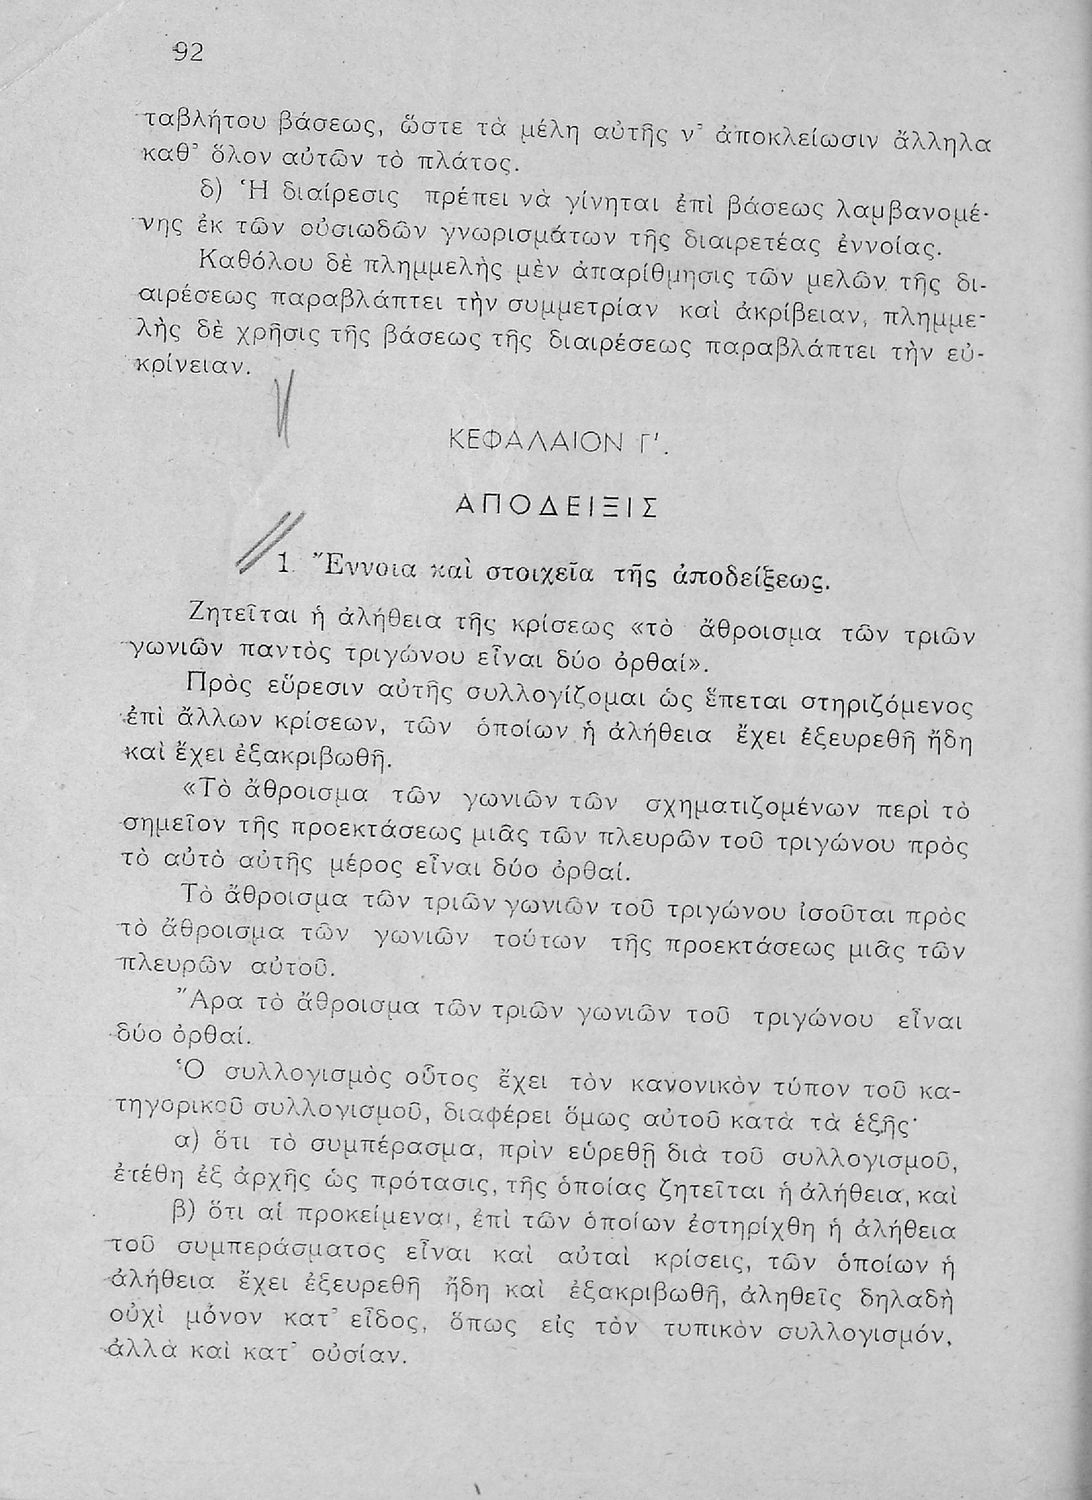 92
ταβλήτου βάσεως, ὥστε τὰ μέλη αὐτῆς ν᾽ ἀποκλείωσιν ἄλληλα
καθ᾽ ὅλον αὐτῶν τὸ πλάτος.
δ) Ἡ διαίρεσις πρέπει νὰ γίνηται ἐπὶ βάσεως λαμβανομέ-
νης ἐκ τῶν οὐσιωδῶν γνωρισμάτων τῆς διαιρετέας ἐννοίας.
Καθόλου δὲ πλημμελὴς μὲν ἀπαρίθμησις τῶν μελῶν τῆς δι-
αιρέσεως παραβλάπτει τὴν συμμετρίαν καὶ ἀκρίβειαν, πλημμε-
λὴς δὲ χρῆσις τῆς βάσεως τῆς διαιρέσεως παραβλάπτει τὴν εὐ-
κρίνειαν.
ΚΕΦΑΛΑΙΟΝ Γ'.
ΑΠΟΔΕΙΞΙΣ
1. Ἔννοια καὶ στοιχεῖα τῆς ἀποδείξεως.
Ζητεῖται ἡ ἀλήθεια τῆς κρίσεως «τὸ ἄθροισμα τῶν τριῶν
γωνιῶν παντὸς τριγώνου εἶναι δύο ὀρθαί».
Πρὸς εὕρεσιν αὐτῆς συλλογίζομαι ὡς ἕπεται στηριζόμενος
ἐπὶ ἄλλων κρίσεων, τῶν ὁποίων ἡ ἀλήθεια ἔχει ἐξευρεθῆ ἤδη
καὶ ἔχει ἐξακριβωθῆ.
«Τὸ ἄθροισμα τῶν γωνιῶν τῶν σχηματιζομένων περὶ τὸ
σημεῖον τῆς προεκτάσεως μιᾶς τῶν πλευρῶν τοῦ τριγώνου πρὸς
τὸ αὐτὸ αὐτῆς μέρος εἶναι δύο ὀρθαί.
Τὸ ἄθροισμα τῶν τριῶν γωνιῶν τοῦ τριγώνου ἰσοῦται πρὸς
τὸ ἄθροισμα τῶν γωνιῶν τούτων τῆς προεκτάσεως μιᾶς τῶν
πλευρῶν αὐτοῦ.
Ἄρα τὸ ἄθροισμα τῶν τριῶν γωνιῶν τοῦ τριγώνου εἶναι
δύο ὀρθαί.
Ὁ συλλογισμὸς οὗτος ἔχει τὸν κανονικὸν τύπον τοῦ κα-
τηγορικοῦ συλλογισμοῦ, διαφέρει ὅμως αὐτοῦ κατὰ τὰ ἑξῆς·
α) ὅτι τὸ συμπέρασμα, πρὶν εὑρεθῇ διὰ τοῦ συλλογισμοῦ,
ἐτέθη ἐξ ἀρχῆς ὡς πρότασις, τῆς ὁποίας ζητεῖται ἡ ἀλήθεια, καὶ
β) ὅτι αἱ προκείμεναι, ἐπὶ τῶν ὁποίων ἐστηρίχθη ἡ ἀλήθεια
τοῦ συμπεράσματος εἶναι καὶ αὐταὶ κρίσεις, τῶν ὁποίων ἡ
ἀλήθεια ἔχει ἐξευρεθῆ ἤδη καὶ ἐξακριβωθῆ, ἀληθεῖς δηλαδὴ
οὐχὶ μόνον κατ᾽ εἶδος, ὅπως εἰς τὸν τυπικὸν συλλογισμόν,
ἀλλὰ καὶ κατ᾽ οὐσίαν.